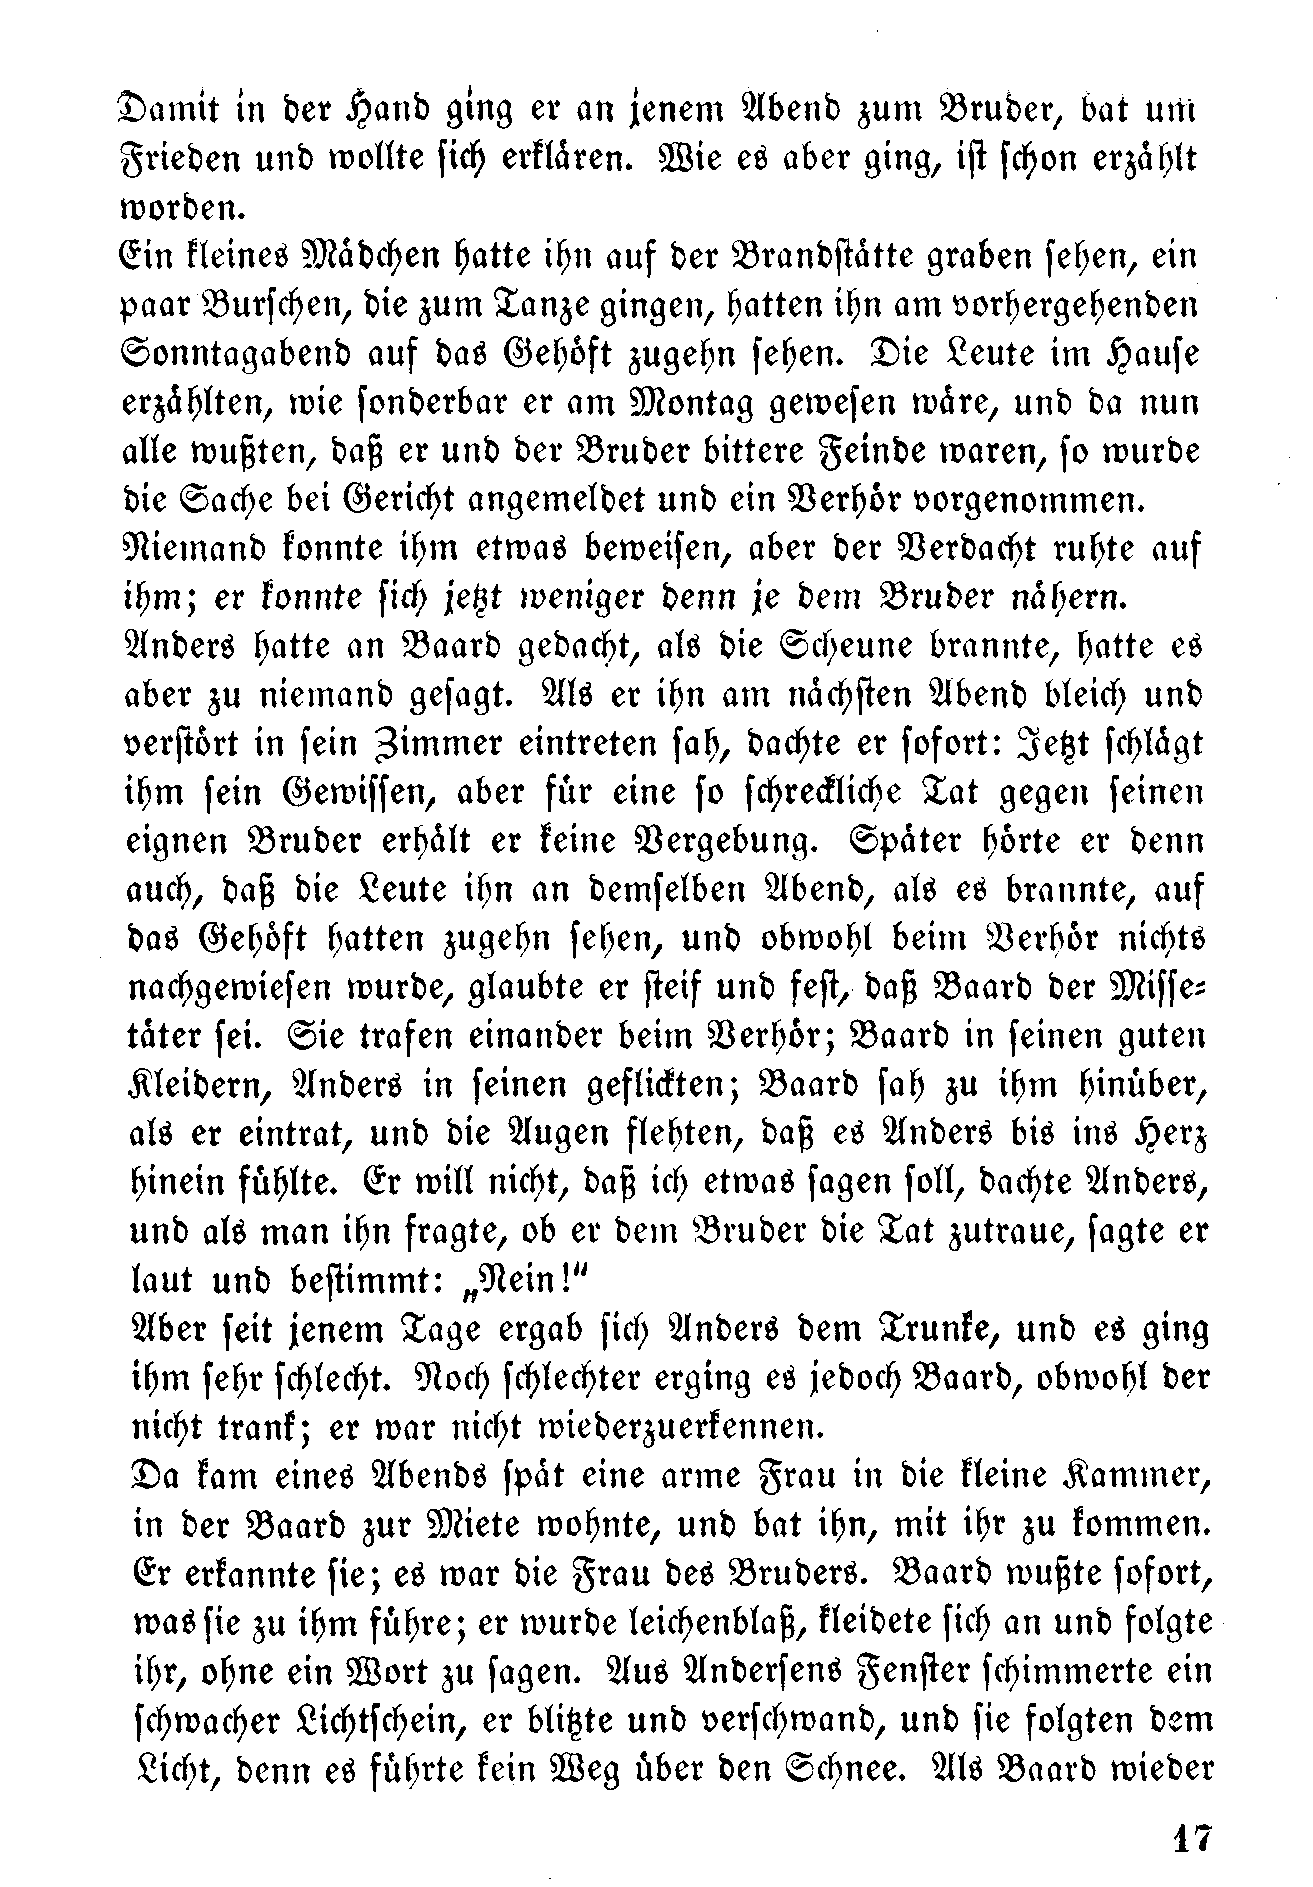 Damit in der Hand ging er an jenem Abend zum Bruder, bat um
Frieden und wollte sich erklären. Wie es aber ging, ist schon erzählt
worden.
Ein kleines Mädchen hatte ihn auf der Brandstätte graben sehen, ein
paar Burschen, die zum Tanze gingen, hatten ihn am vorhergehenden
Sonntagabend auf das Gehöft zugehn sehen. Die Leute im Hause
erzählten, wie sonderbar er am Montag gewesen wäre, und da nun
alle wußten, daß er und der Bruder bittere Feinde waren, so wurde
die Sache bei Gericht angemeldet und ein Verhör vorgenommen.
Niemand konnte ihm etwas beweisen, aber der Verdacht ruhte auf
ihm; er konnte sich jetzt weniger denn je dem Bruder nähern.
Anders hatte an Baard gedacht, als die Scheune brannte, hatte es
aber zu niemand gesagt. Als er ihn am nächsten Abend bleich und
verstört in sein Zimmer eintreten sah, dachte er sofort: Jetzt schlägt
ihm sein Gewissen, aber für eine so schreckliche Tat gegen seinen
eignen Bruder erhält er keine Vergebung. Später hörte er denn
auch, daß die Leute ihn an demselben Abend, als es brannte, auf
das Gehöft hatten zugehn sehen, und obwohl beim Verhör nichts
nachgewiesen wurde, glaubte er steif und fest, daß Baard der Misse-
täter sei. Sie trafen einander beim Verhör; Baard in seinen guten
Kleidern, Anders in seinen geflickten; Baard sah zu ihm hinüber,
als er eintrat, und die Augen flehten, daß es Anders bis ins Herz
hinein fühlte. Er will nicht, daß ich etwas sagen soll, dachte Anders,
und als man ihn fragte, ob er dem Bruder die Tat zutraue, sagte er
laut und bestimmt: „Nein!“
Aber seit jenem Tage ergab sich Anders dem Trunke, und es ging
ihm sehr schlecht. Noch schlechter erging es jedoch Baard, obwohl der
nicht trank; er war nicht wiederzuerkennen.
Da kam eines Abends spät eine arme Frau in die kleine Kammer,
in der Baard zur Miete wohnte, und bat ihn, mit ihr zu kommen.
Er erkannte sie; es war die Frau des Bruders. Baard wußte sofort,
was sie zu ihm führe; er wurde leichenblaß, kleidete sich an und folgte
ihr, ohne ein Wort zu sagen. Aus Andersens Fenster schimmerte ein
schwacher Lichtschein, er blitzte und verschwand, und sie folgten dem
Licht, denn es führte kein Weg über den Schnee. Als Baard wieder
17